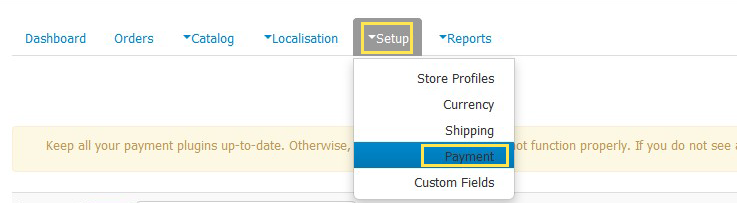 Dashboard Orders Catalog Localisation Setup Reports
Store Profiles
Currency
Shipping
Keep all your payment plugins up-to-date. Otherwise, not function properly. If you do not see
Payment
Custom Fields